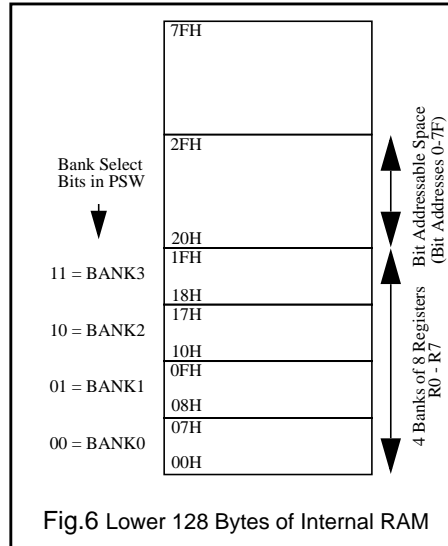 7FH
2FH
Bank Select
Bits in PSW
20H
Bit Addressable Space
(Bit Addresses 0-7F)
1FH
11 = BANK3
18H
17H
10 = BANK2
10H
0FH
01 = BANK1
08H
07H
00 = BANK0
00H
4 Banks of 8 Registers
R0 - R7
Fig.6 Lower 128 Bytes of Internal RAM